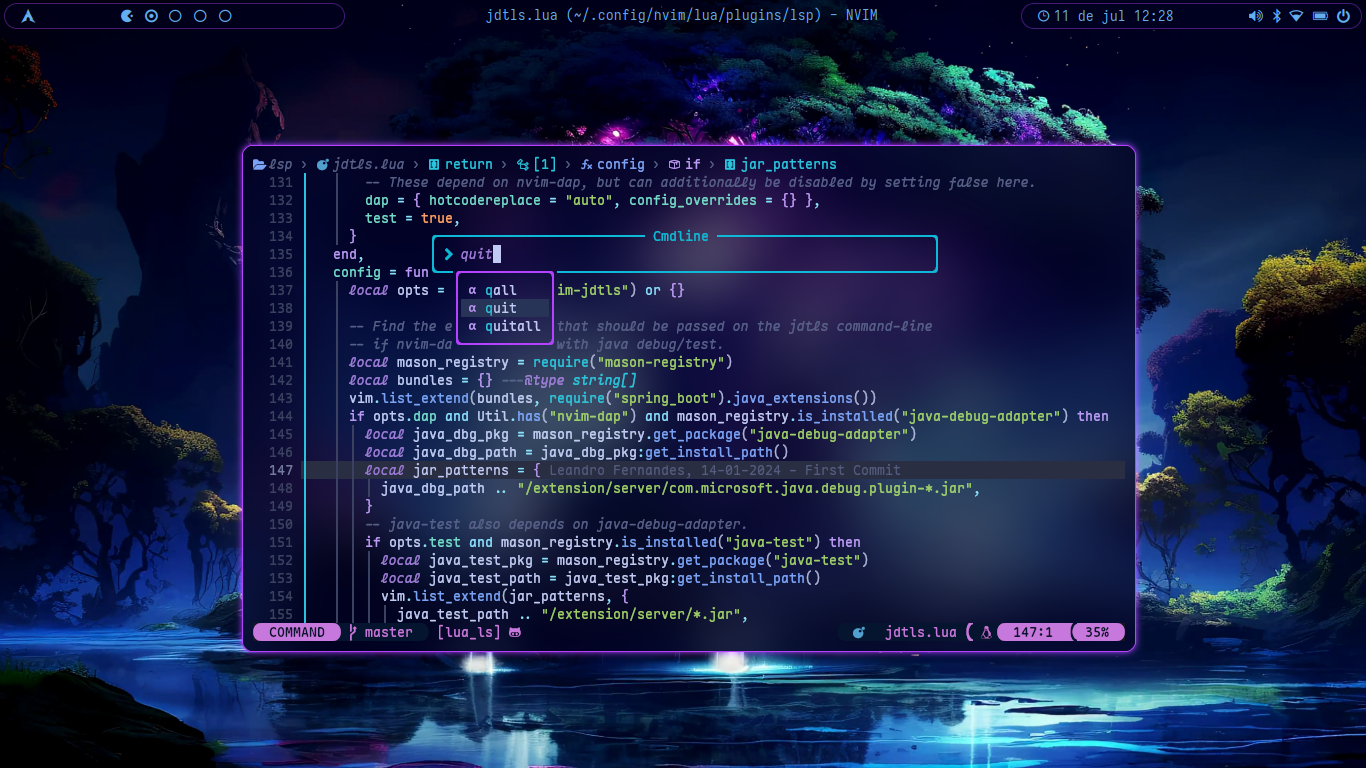 jdtls.lua (~/.config/nvim/lua/plugins/lsp) - NVIM
11 de jul 12:28
lsp › jdtls.lua › return › [1] › config › if › jar_patterns
131 -- These depend on nvim-dap, but can additionally be disabled by setting false here.
132 dap = { hotcodereplace = "auto", config_overrides = {} },
133 test = true,
134 }
Cmdline
135 end,
quit
136 config = fun
137 local opts = im-jdtls") or {}
qall
138
quit
139 -- Find the e that should be passed on the jdtls command-line
quitall
140 -- if nvim-da with java debug/test.
141 local mason_registry = require("mason-registry")
142 local bundles = {} ---@type string[]
143 vim.list_extend(bundles, require("spring_boot").java_extensions())
144 if opts.dap and Util.has("nvim-dap") and mason_registry.is_installed("java-debug-adapter") then
145 local java_dbg_pkg = mason_registry.get_package("java-debug-adapter")
146 local java_dbg_path = java_dbg_pkg:get_install_path()
147 local jar_patterns = { Leandro Fernandes, 14-01-2024 - First Commit
148 java_dbg_path .. "/extension/server/com.microsoft.java.debug.plugin-*.jar",
149 }
150 -- java-test also depends on java-debug-adapter.
151 if opts.test and mason_registry.is_installed("java-test") then
152 local java_test_pkg = mason_registry.get_package("java-test")
153 local java_test_path = java_test_pkg:get_install_path()
154 vim.list_extend(jar_patterns, {
155 java_test_path .. "/extension/server/*.jar",
COMMAND master [lua_ls] jdtls.lua 147:1 35%